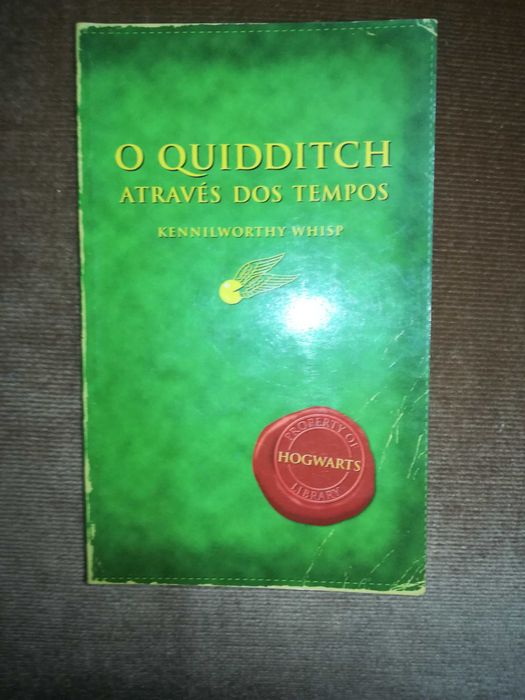 O QUIDDITCH
ATRAVÉS DOS TEMPOS
KENNILWORTHY WHISP
PROPERTY OF
HOGWARTS
LIBRARY